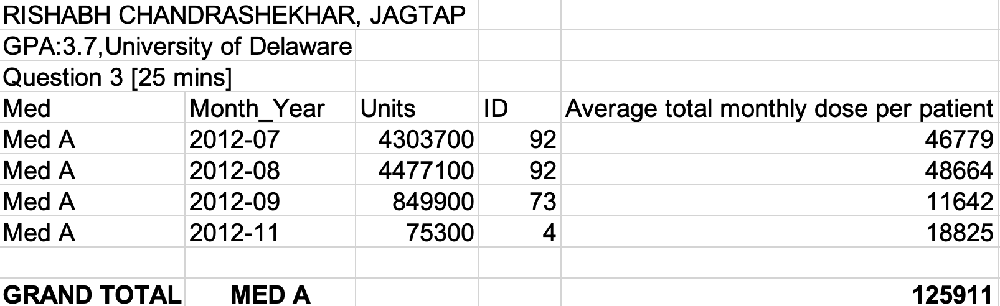 RISHABH CHANDRASHEKHAR, JAGTAP
GPA:3.7,University of Delaware
Question 3 [25 mins]
Med Month_Year Units ID Average total monthly dose per patient
Med A 2012-07 4303700 92 46779
Med A 2012-08 4477100 92 48664
Med A 2012-09 849900 73 11642
Med A 2012-11 75300 4 18825
GRAND TOTAL MED A 125911